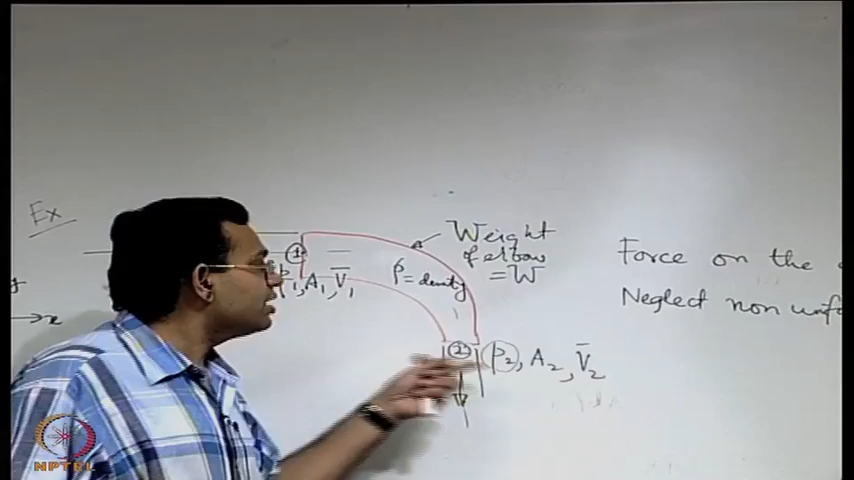 Ex
Weight
of elbow
= W
①
p1, A1, V̄1
ρ = density
Force on the
Neglect non unif
② p2, A2, V̄2
x
NPTEL